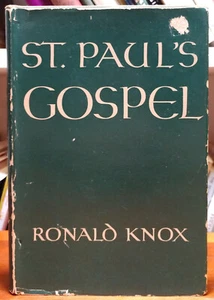 ST. PAUL'S
GOSPEL
RONALD KNOX